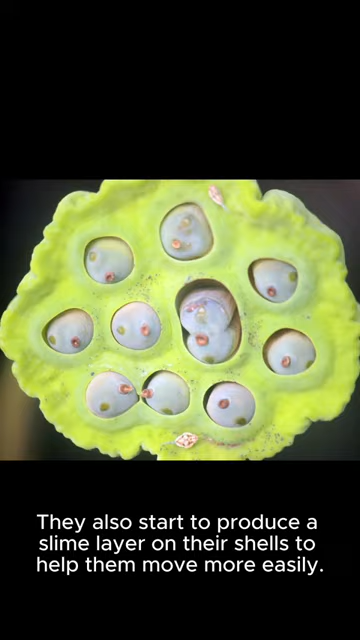 They also start to produce a
slime layer on their shells to
help them move more easily.